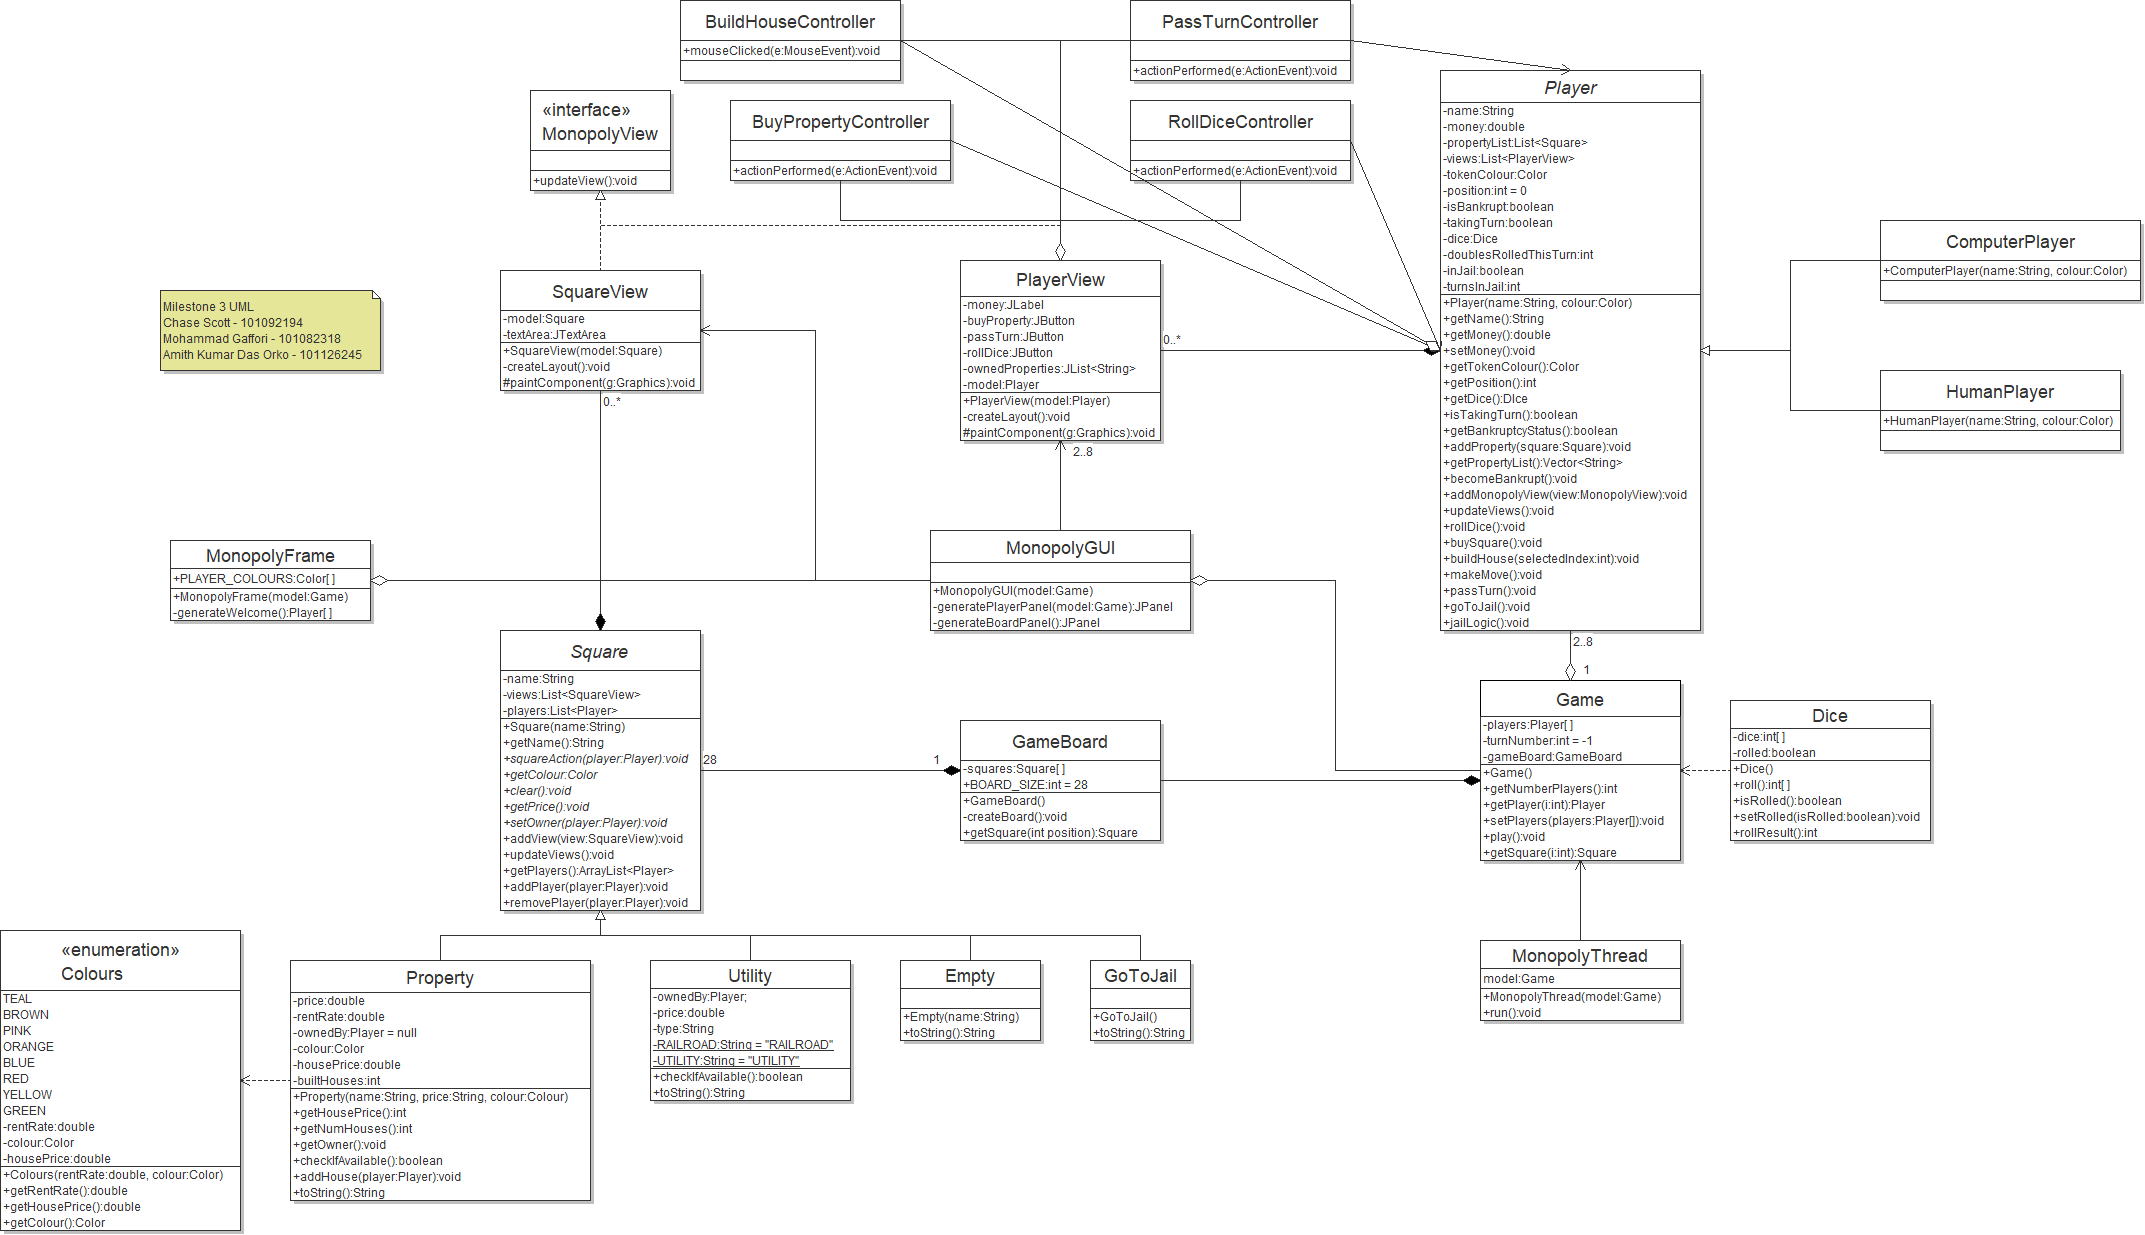 BuildHouseController
+mouseClicked(e:MouseEvent):void
PassTurnController
+actionPerformed(e:ActionEvent):void
«interface»
MonopolyView
+updateView():void
BuyPropertyController
+actionPerformed(e:ActionEvent):void
RollDiceController
+actionPerformed(e:ActionEvent):void
Player
-name:String
-money:double
-propertyList:List<Square>
-views:List<PlayerView>
-tokenColour:Color
-position:int = 0
-isBankrupt:boolean
-takingTurn:boolean
-dice:Dice
-doublesRolledThisTurn:int
-inJail:boolean
-turnsInJail:int
+Player(name:String, colour:Color)
+getName():String
+getMoney():double
+setMoney():void
+getTokenColour():Color
+getPosition():int
+getDice():DIce
+isTakingTurn():boolean
+getBankruptcyStatus():boolean
+addProperty(square:Square):void
+getPropertyList():Vector<String>
+becomeBankrupt():void
+addMonopolyView(view:MonopolyView):void
+updateViews():void
+rollDice():void
+buySquare():void
+buildHouse(selectedIndex:int):void
+makeMove():void
+passTurn():void
+goToJail():void
+jailLogic():void
ComputerPlayer
+ComputerPlayer(name:String, colour:Color)
HumanPlayer
+HumanPlayer(name:String, colour:Color)
Milestone 3 UML
Chase Scott - 101092194
Mohammad Gaffori - 101082318
Amith Kumar Das Orko - 101126245
SquareView
-model:Square
-textArea:JTextArea
+SquareView(model:Square)
-createLayout():void
#paintComponent(g:Graphics):void
0..*
PlayerView
-money:JLabel
-buyProperty:JButton
-passTurn:JButton
-rollDice:JButton
-ownedProperties:JList<String>
-model:Player
+PlayerView(model:Player)
-createLayout():void
#paintComponent(g:Graphics):void
0..*
2..8
MonopolyFrame
+PLAYER_COLOURS:Color[ ]
+MonopolyFrame(model:Game)
-generateWelcome():Player[ ]
MonopolyGUI
+MonopolyGUI(model:Game)
-generatePlayerPanel(model:Game):JPanel
-generateBoardPanel():JPanel
2..8
1
Square
-name:String
-views:List<SquareView>
-players:List<Player>
+Square(name:String)
+getName():String
+squareAction(player:Player):void
+getColour:Color
+clear():void
+getPrice():void
+setOwner(player:Player):void
+addView(view:SquareView):void
+updateViews():void
+getPlayers():ArrayList<Player>
+addPlayer(player:Player):void
+removePlayer(player:Player):void
28
1
GameBoard
-squares:Square[ ]
+BOARD_SIZE:int = 28
+GameBoard()
-createBoard():void
+getSquare(int position):Square
Game
-players:Player[ ]
-turnNumber:int = -1
-gameBoard:GameBoard
+Game()
+getNumberPlayers():int
+getPlayer(i:int):Player
+setPlayers(players:Player[]):void
+play():void
+getSquare(i:int):Square
Dice
-dice:int[ ]
-rolled:boolean
+Dice()
+roll():int[ ]
+isRolled():boolean
+setRolled(isRolled:boolean):void
+rollResult():int
«enumeration»
Colours
TEAL
BROWN
PINK
ORANGE
BLUE
RED
YELLOW
GREEN
-rentRate:double
-colour:Color
-housePrice:double
+Colours(rentRate:double, colour:Color)
+getRentRate():double
+getHousePrice():double
+getColour():Color
Property
-price:double
-rentRate:double
-ownedBy:Player = null
-colour:Color
-housePrice:double
-builtHouses:int
+Property(name:String, price:String, colour:Colour)
+getHousePrice():int
+getNumHouses():int
+getOwner():void
+checkIfAvailable():boolean
+addHouse(player:Player):void
+toString():String
Utility
-ownedBy:Player;
-price:double
-type:String
-RAILROAD:String = "RAILROAD"
-UTILITY:String = "UTILITY"
+checkIfAvailable():boolean
+toString():String
Empty
+Empty(name:String)
+toString():String
GoToJail
+GoToJail()
+toString():String
MonopolyThread
model:Game
+MonopolyThread(model:Game)
+run():void